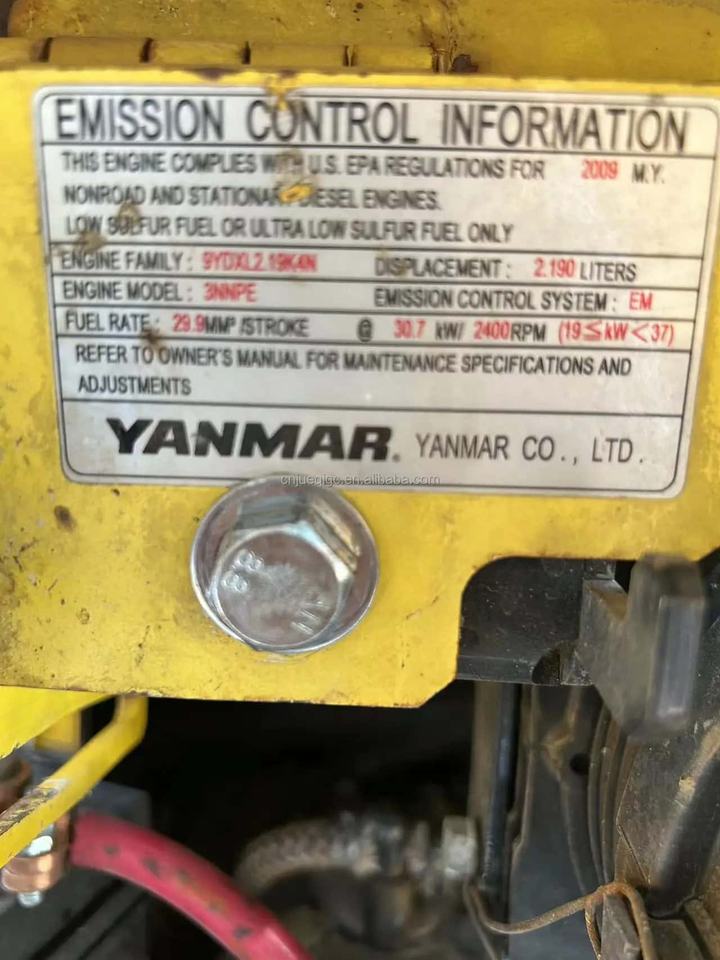 EMISSION CONTROL INFORMATION
THIS ENGINE COMPLIES WITH U.S. EPA REGULATIONS FOR 2009 M.Y.
NONROAD AND STATIONARY DIESEL ENGINES.
LOW SULFUR FUEL OR ULTRA LOW SULFUR FUEL ONLY
ENGINE FAMILY : 9YDXL2.19K4N DISPLACEMENT : 2.190 LITERS
ENGINE MODEL : 3NNPE EMISSION CONTROL SYSTEM : EM
FUEL RATE : 29.9MM³ /STROKE @ 30.7 kW/ 2400RPM (19≤kW<37)
REFER TO OWNER'S MANUAL FOR MAINTENANCE SPECIFICATIONS AND
ADJUSTMENTS
YANMAR. YANMAR CO., LTD.
cnjueqigc.en.alibaba.com
8.8